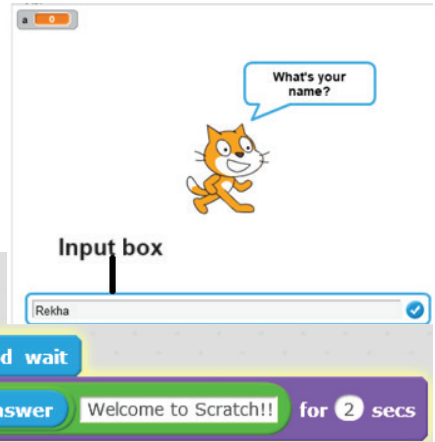 a 0
What's your
name?
Input box
Rekha
d wait
nswer Welcome to Scratch!! for 2 secs